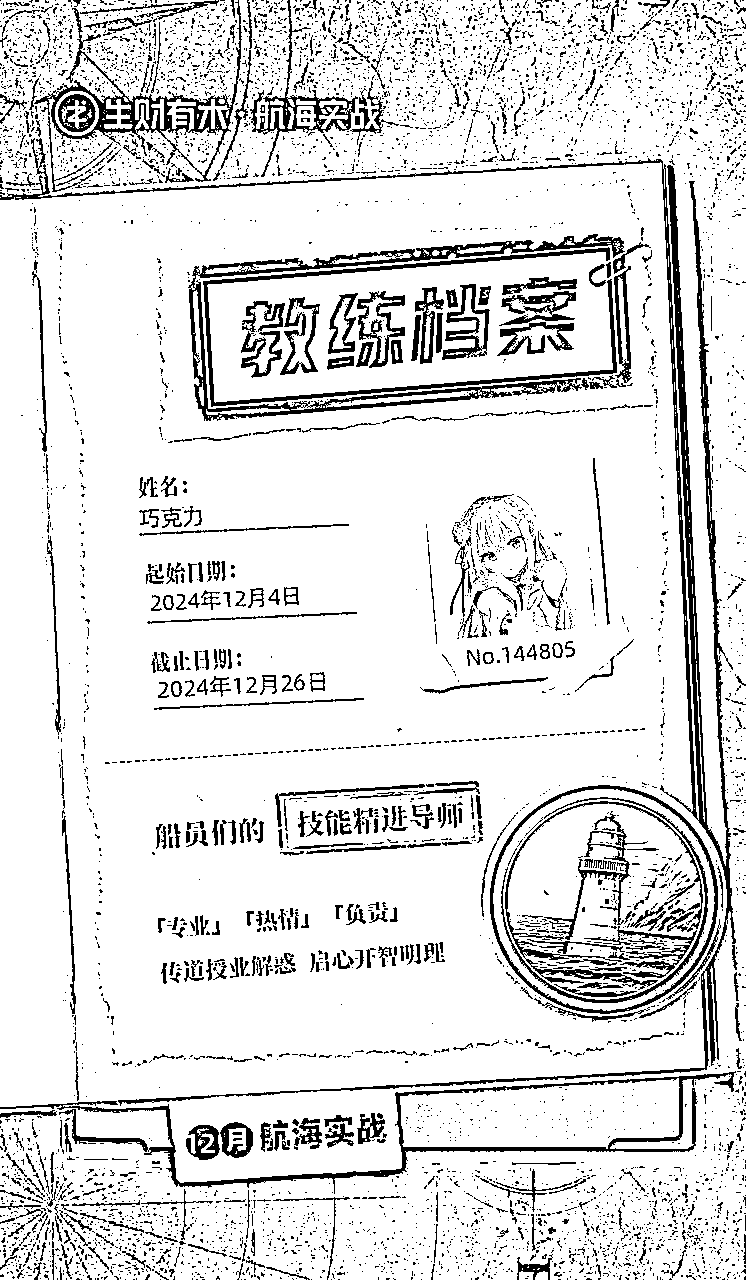 生财有术·航海实战
教练档案
姓名：
巧克力
起始日期：
2024年12月4日
截止日期：
2024年12月26日
No.144805
船员们的 技能精进导师
「专业」「热情」「负责」
传道授业解惑 启心开智明理
12月 航海实战